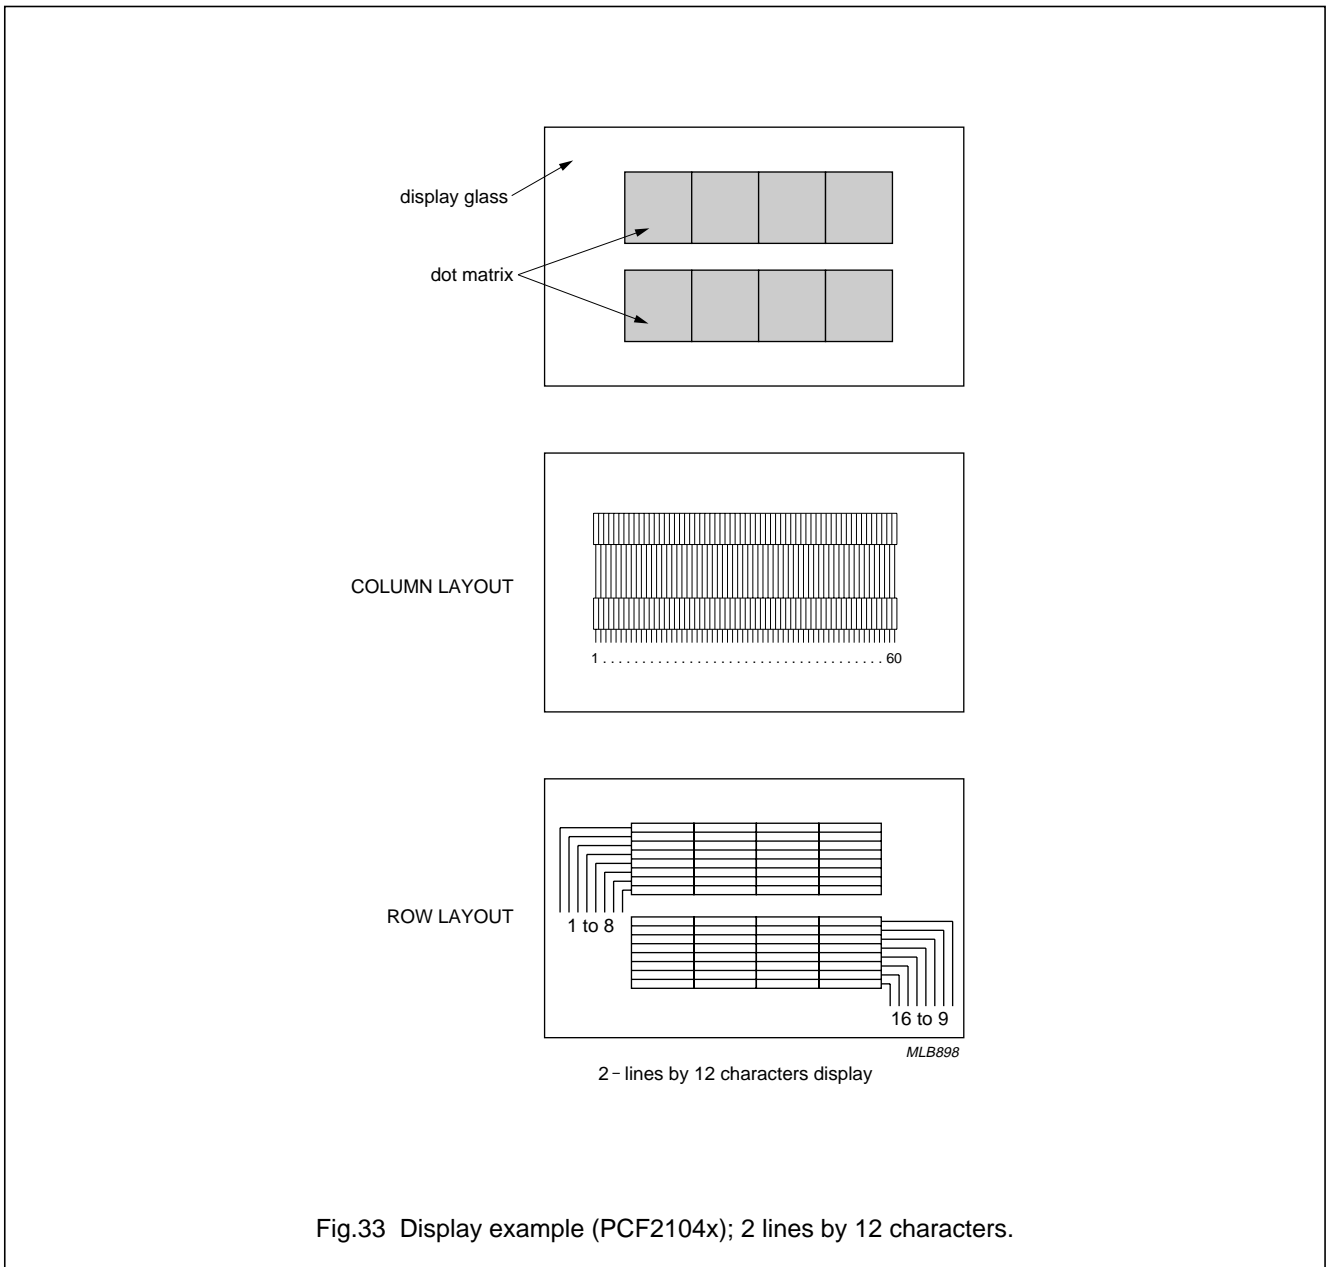 display glass
dot matrix
COLUMN LAYOUT
1 . . . . . . . . . . . . . . . . . . . . . . . . . . . . . . . . . . . 60
ROW LAYOUT
1 to 8
16 to 9
MLB898
2 – lines by 12 characters display
Fig.33 Display example (PCF2104x); 2 lines by 12 characters.